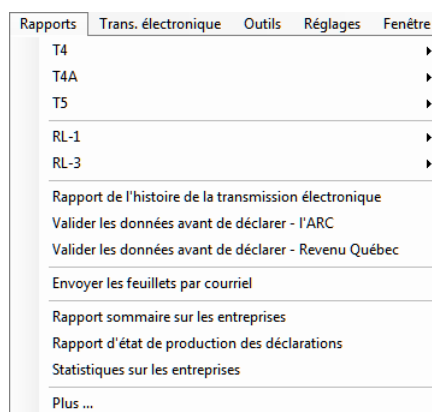 Rapports Trans. électronique Outils Réglages Fenêtre
T4
T4A
T5
RL-1
RL-3
Rapport de l'histoire de la transmission électronique
Valider les données avant de déclarer - l'ARC
Valider les données avant de déclarer - Revenu Québec
Envoyer les feuillets par courriel
Rapport sommaire sur les entreprises
Rapport d'état de production des déclarations
Statistiques sur les entreprises
Plus ...